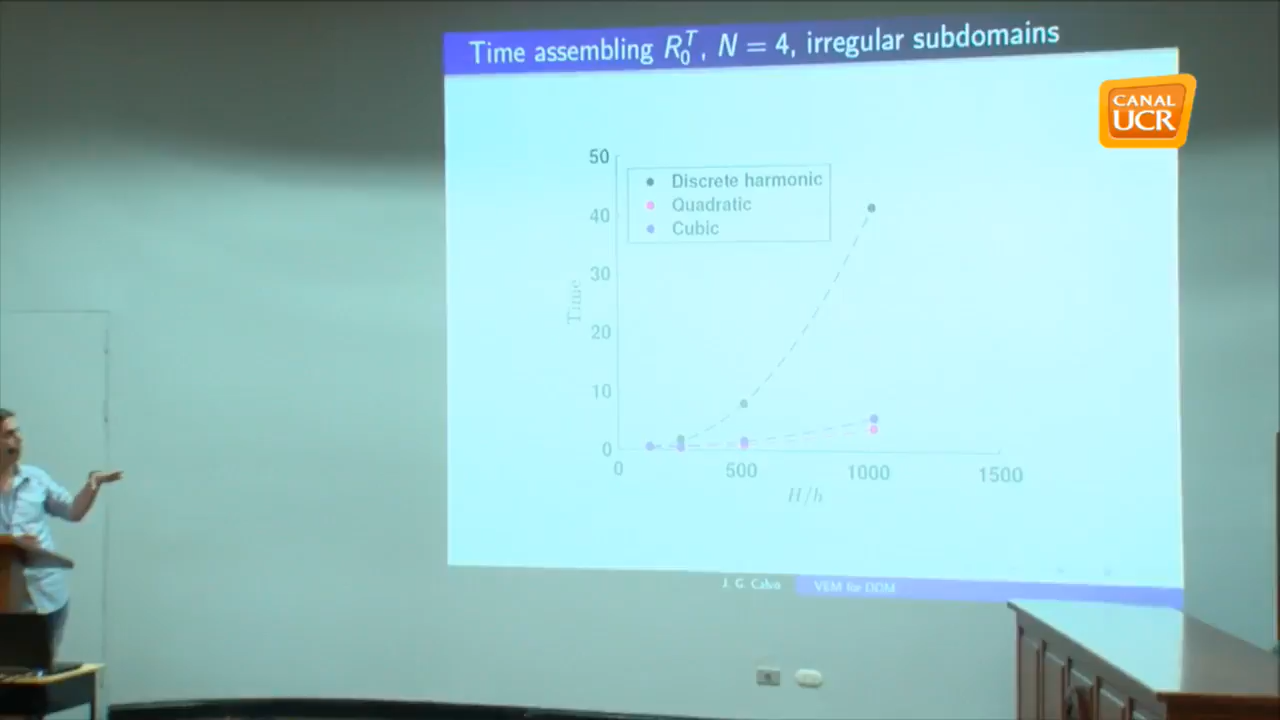 Time assembling R₀ᵀ, N = 4, irregular subdomains
CANAL
UCR
50
Discrete harmonic
Quadratic
Cubic
40
30
Time
20
10
0
0 500 1000 1500
H/h
J. G. Calvo VEM for DDM